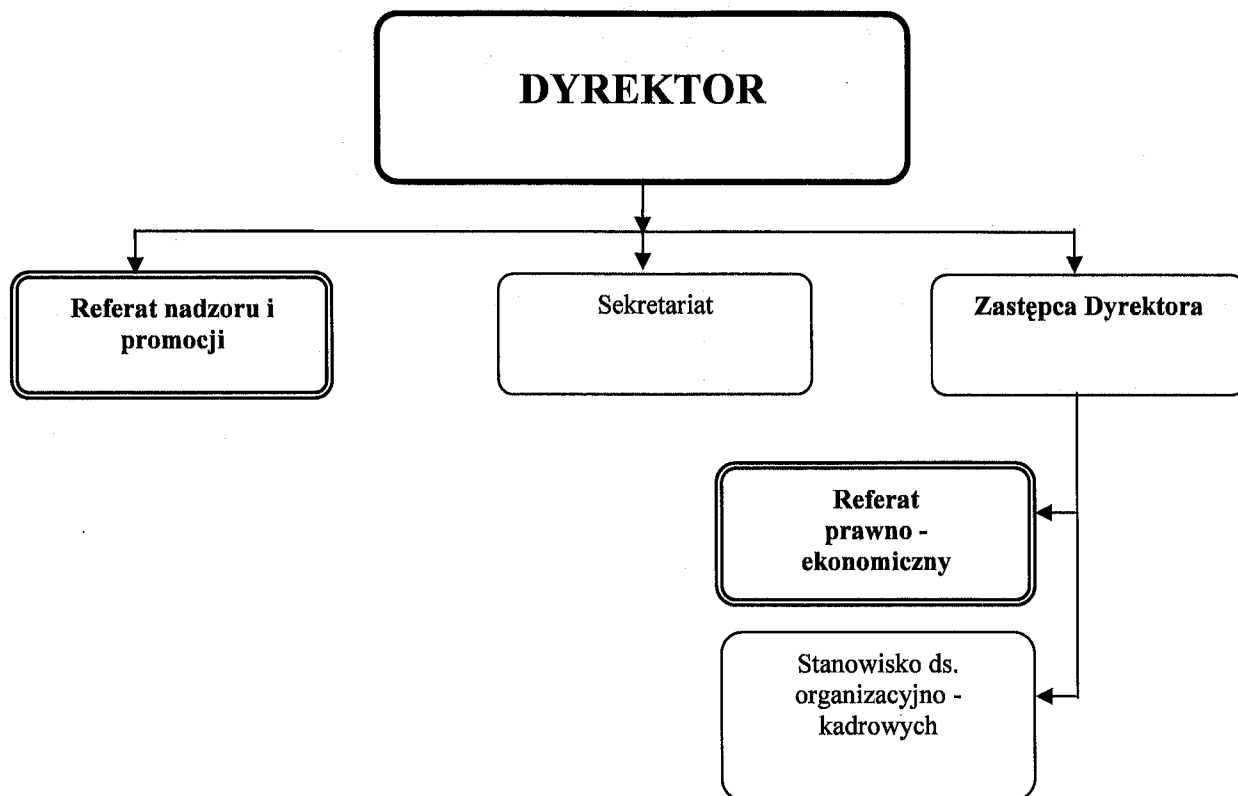 DYREKTOR
Referat nadzoru i
promocji
Sekretariat
Zastępca Dyrektora
Referat
prawno -
ekonomiczny
Stanowisko ds.
organizacyjno -
kadrowych